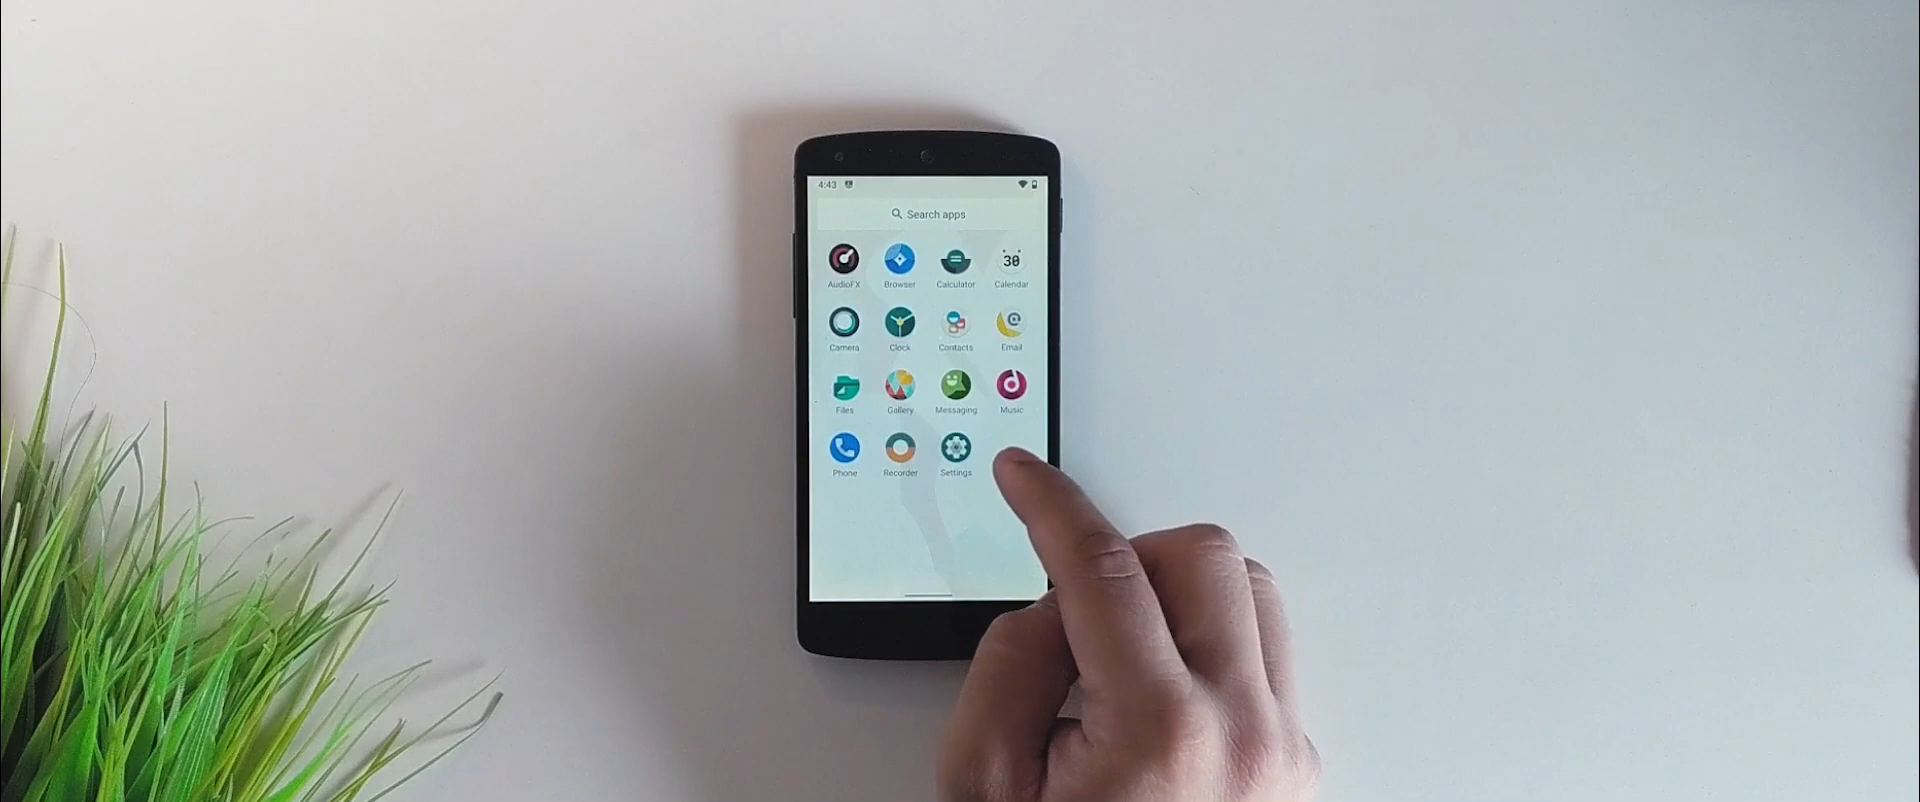 4:43
Search apps
AudioFX Browser Calculator 30 Calendar
Camera Clock Contacts @ Email
Files Gallery Messaging Music
Phone Recorder Settings